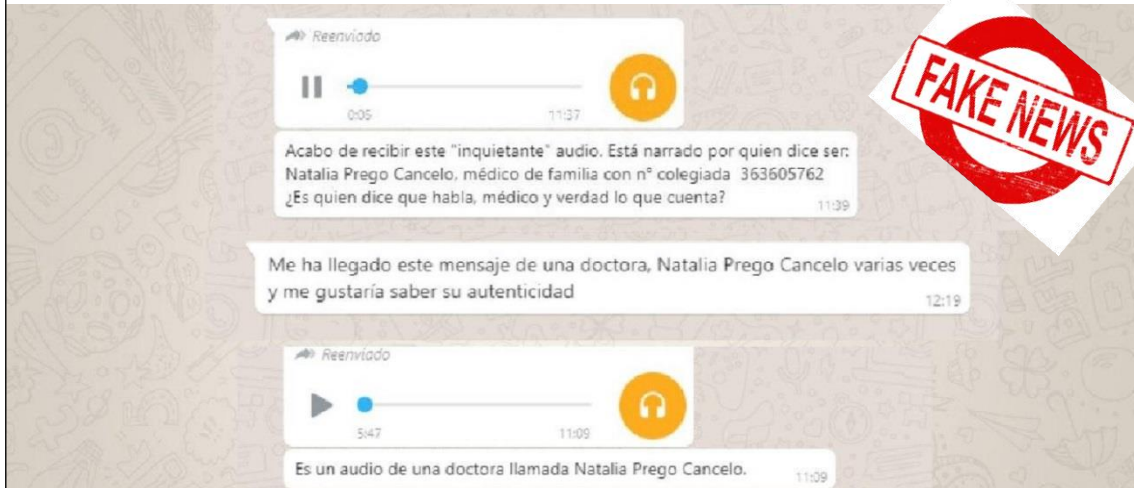 Reenviado
0:05 11:37
Acabo de recibir este "inquietante" audio. Está narrado por quien dice ser:
Natalia Prego Cancelo, médico de familia con nº colegiada 363605762
¿Es quien dice que habla, médico y verdad lo que cuenta?
11:39
FAKE NEWS
Me ha llegado este mensaje de una doctora, Natalia Prego Cancelo varias veces
y me gustaría saber su autenticidad
12:19
Reenviado
5:47 11:09
Es un audio de una doctora llamada Natalia Prego Cancelo.
11:09